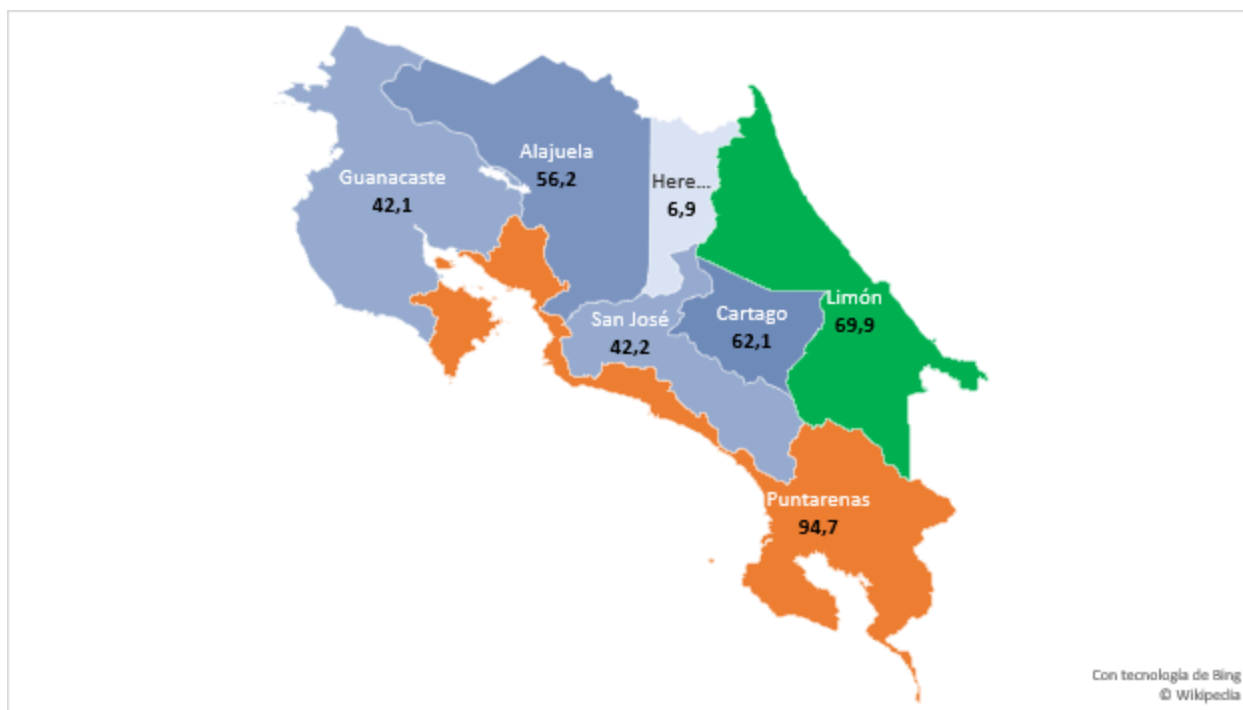 Alajuela
56,2
Guanacaste
42,1
Here...
6,9
Limón
69,9
San José
42,2
Cartago
62,1
Puntarenas
94,7
Con tecnología de Bing
© Wikipedia